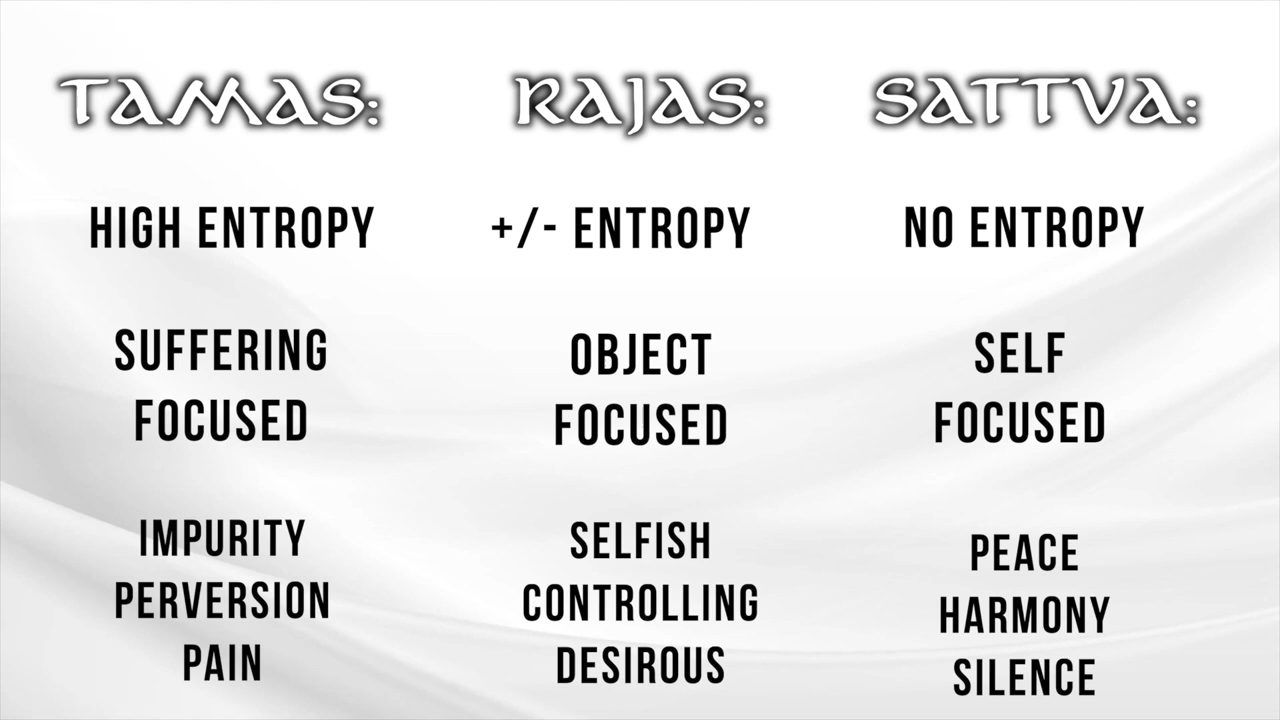 TAMAS:
HIGH ENTROPY
SUFFERING
FOCUSED
IMPURITY
PERVERSION
PAIN
RAJAS:
+/- ENTROPY
OBJECT
FOCUSED
SELFISH
CONTROLLING
DESIROUS
SATTVA:
NO ENTROPY
SELF
FOCUSED
PEACE
HARMONY
SILENCE